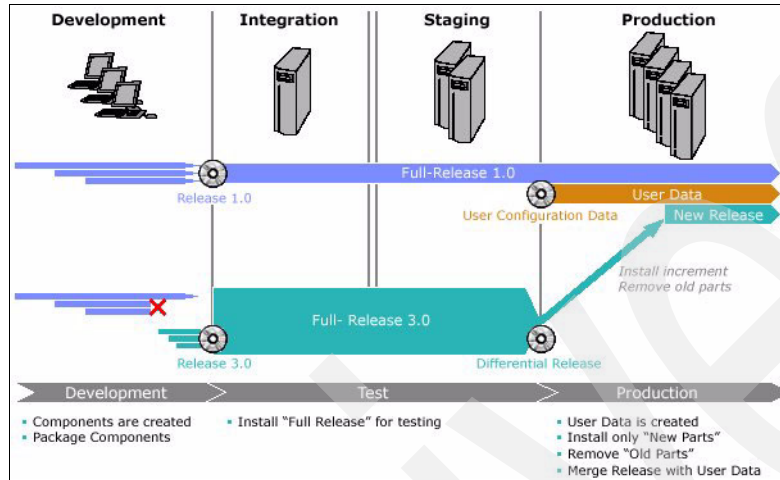 Development
Integration
Staging
Production
Full-Release 1.0
Release 1.0
User Data
User Configuration Data
New Release
Install increment
Remove old parts
Full- Release 3.0
Release 3.0
Differential Release
Development
Test
Production
▪ Components are created
▪ Package Components
▪ Install “Full Release” for testing
▪ User Data is created
▪ Install only “New Parts”
▪ Remove “Old Parts”
▪ Merge Release with User Data